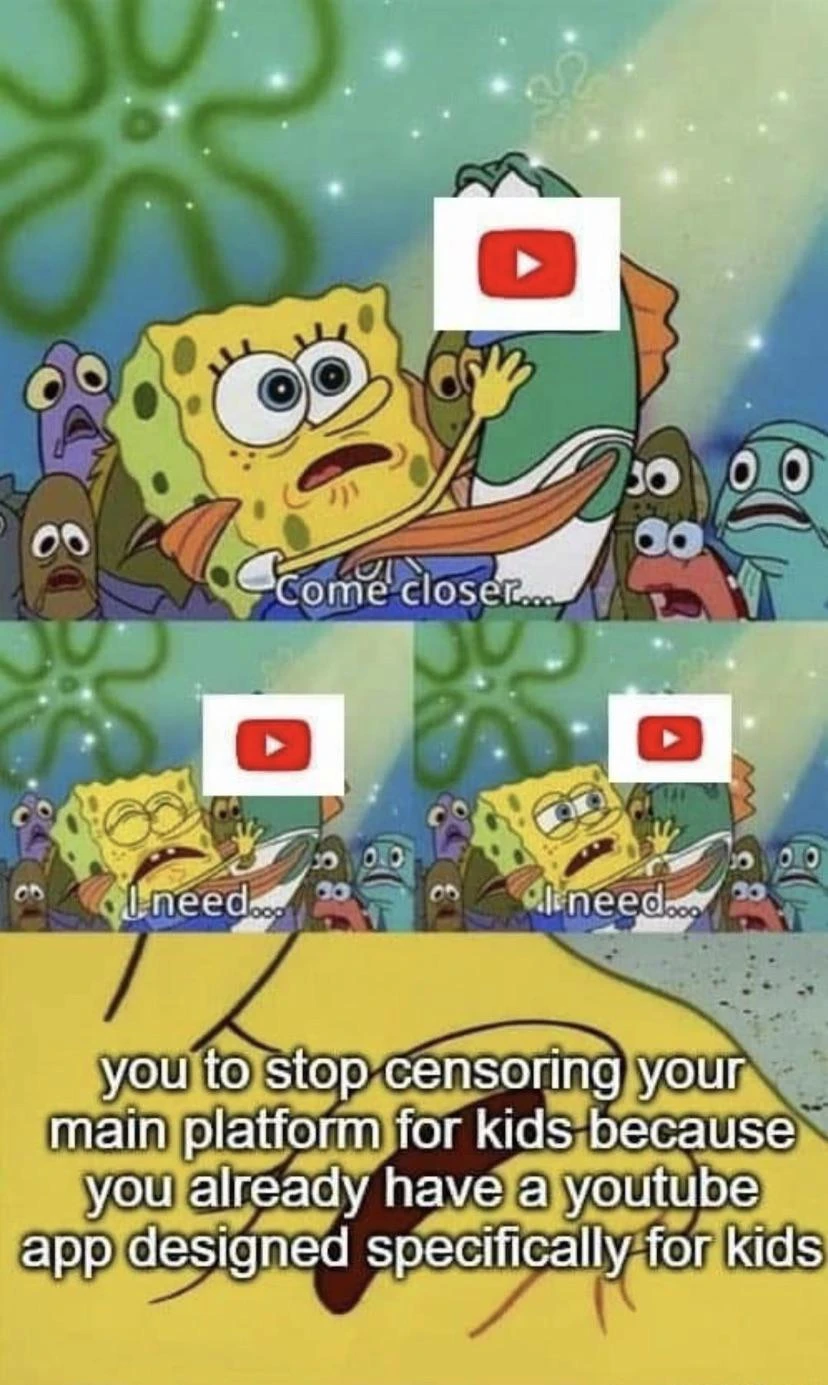 Come closer...
I need...
I need...
you to stop censoring your
main platform for kids because
you already have a youtube
app designed specifically for kids